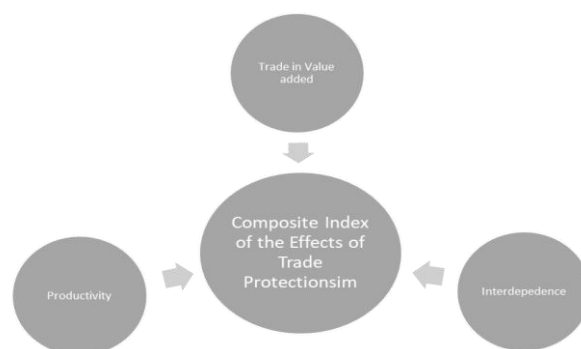 Trade in Value
added
Composite Index
of the Effects of
Trade
Protectionsim
Productivity
Interdepedence